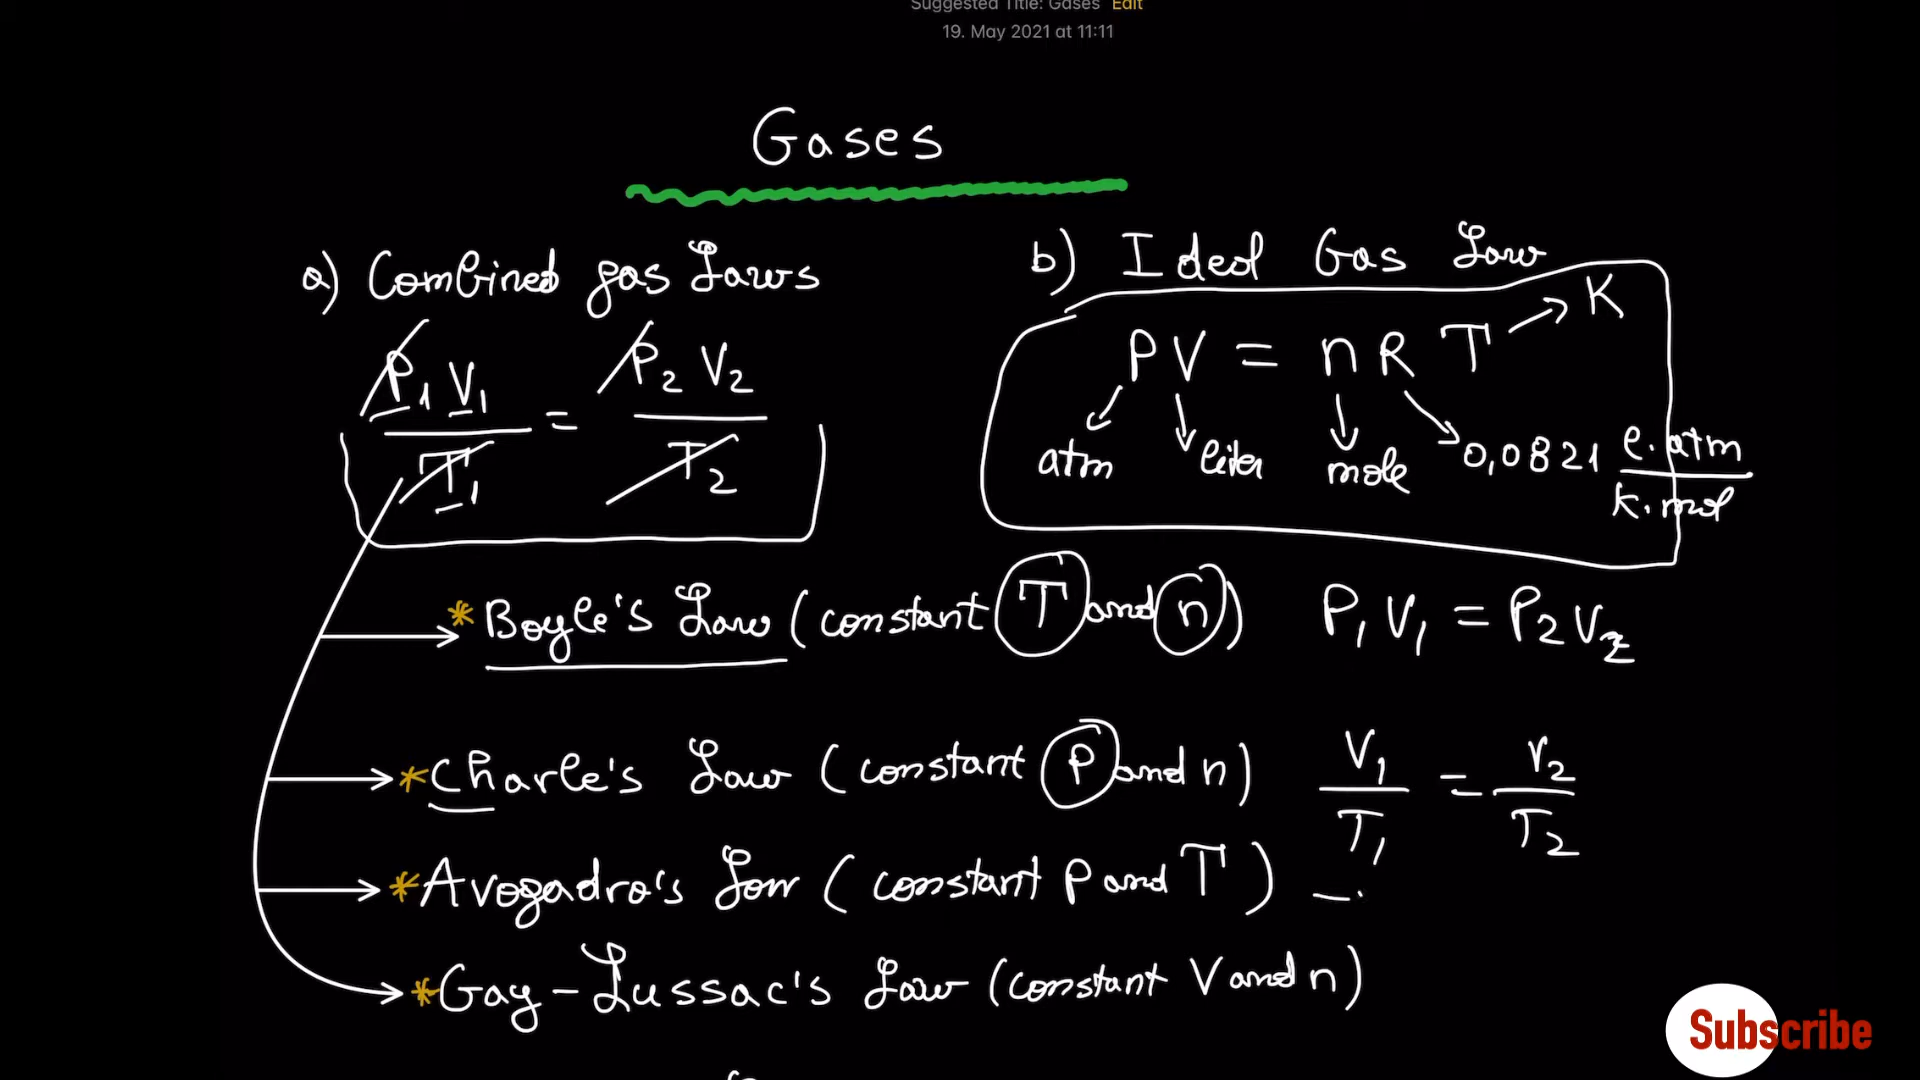 Suggested Title: Gases Edit
19. May 2021 at 11:11
Gases
a) Combined gas Laws
P1 V1 / T1 = P2 V2 / T2
b) Ideal Gas Law
PV = nRT → K
atm liter mole 0,0821 l.atm / K.mol
* Boyle's Law (constant T and n) P1 V1 = P2 V2
* Charle's Law (constant P and n) V1 / T1 = V2 / T2
* Avogadro's Law (constant P and T)
* Gay-Lussac's Law (constant V and n)
Subscribe